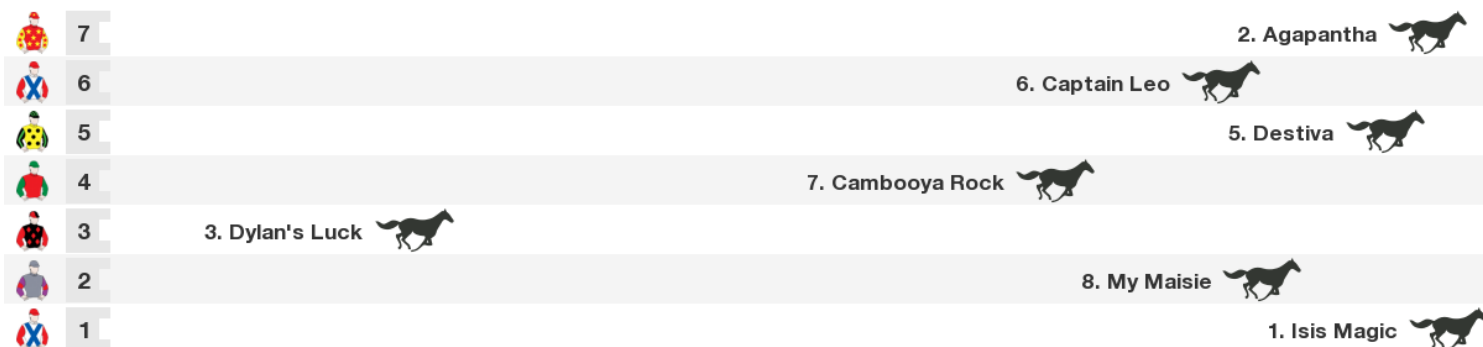 7 2. Agapantha
6 6. Captain Leo
5 5. Destiva
4 7. Cambooya Rock
3 3. Dylan's Luck
2 8. My Maisie
1 1. Isis Magic